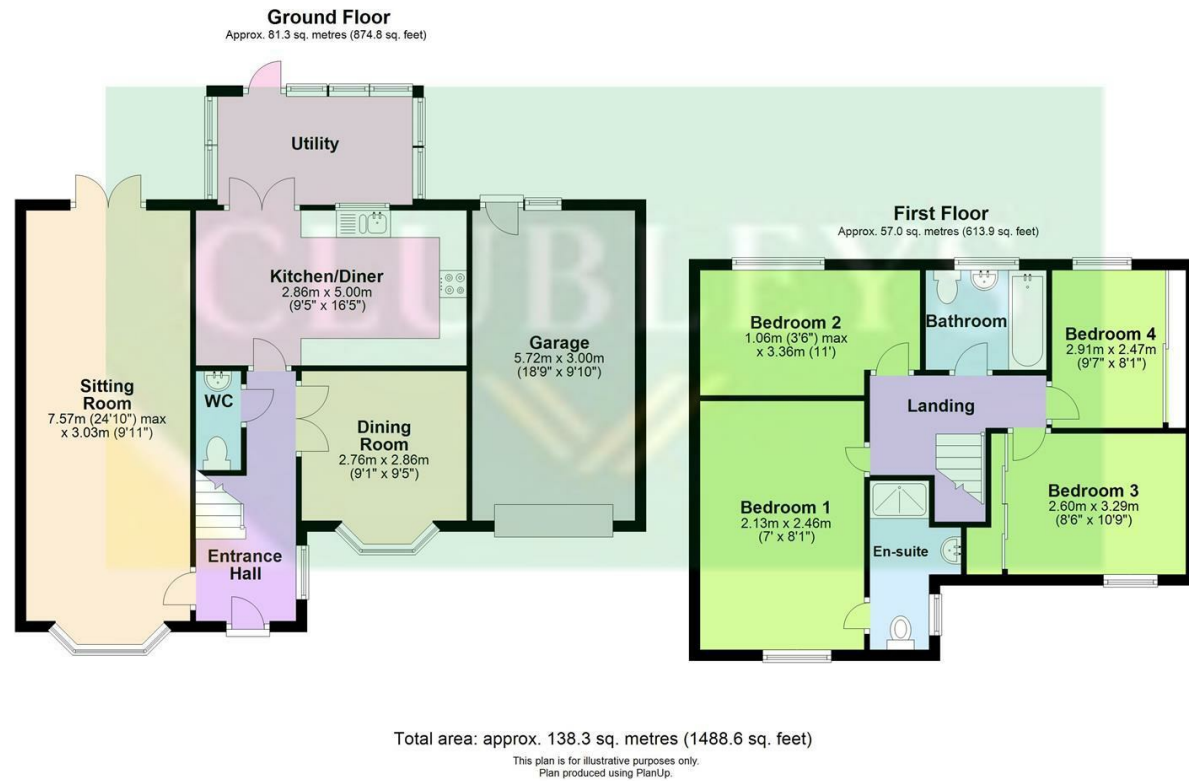 Ground Floor
Approx. 81.3 sq. metres (874.8 sq. feet)
Utility
Kitchen/Diner
2.86m x 5.00m
(9'5" x 16'5")
Sitting
Room
7.57m (24'10") max
x 3.03m (9'11")
WC
Dining
Room
2.76m x 2.86m
(9'1" x 9'5")
Garage
5.72m x 3.00m
(18'9" x 9'10")
Entrance
Hall
First Floor
Approx. 57.0 sq. metres (613.9 sq. feet)
Bedroom 2
1.06m (3'6") max
x 3.36m (11')
Bathroom
Bedroom 4
2.91m x 2.47m
(9'7" x 8'1")
Landing
Bedroom 1
2.13m x 2.46m
(7' x 8'1")
En-suite
Bedroom 3
2.60m x 3.29m
(8'6" x 10'9")
CLUBLEYS
Total area: approx. 138.3 sq. metres (1488.6 sq. feet)
This plan is for illustrative purposes only.
Plan produced using PlanUp.